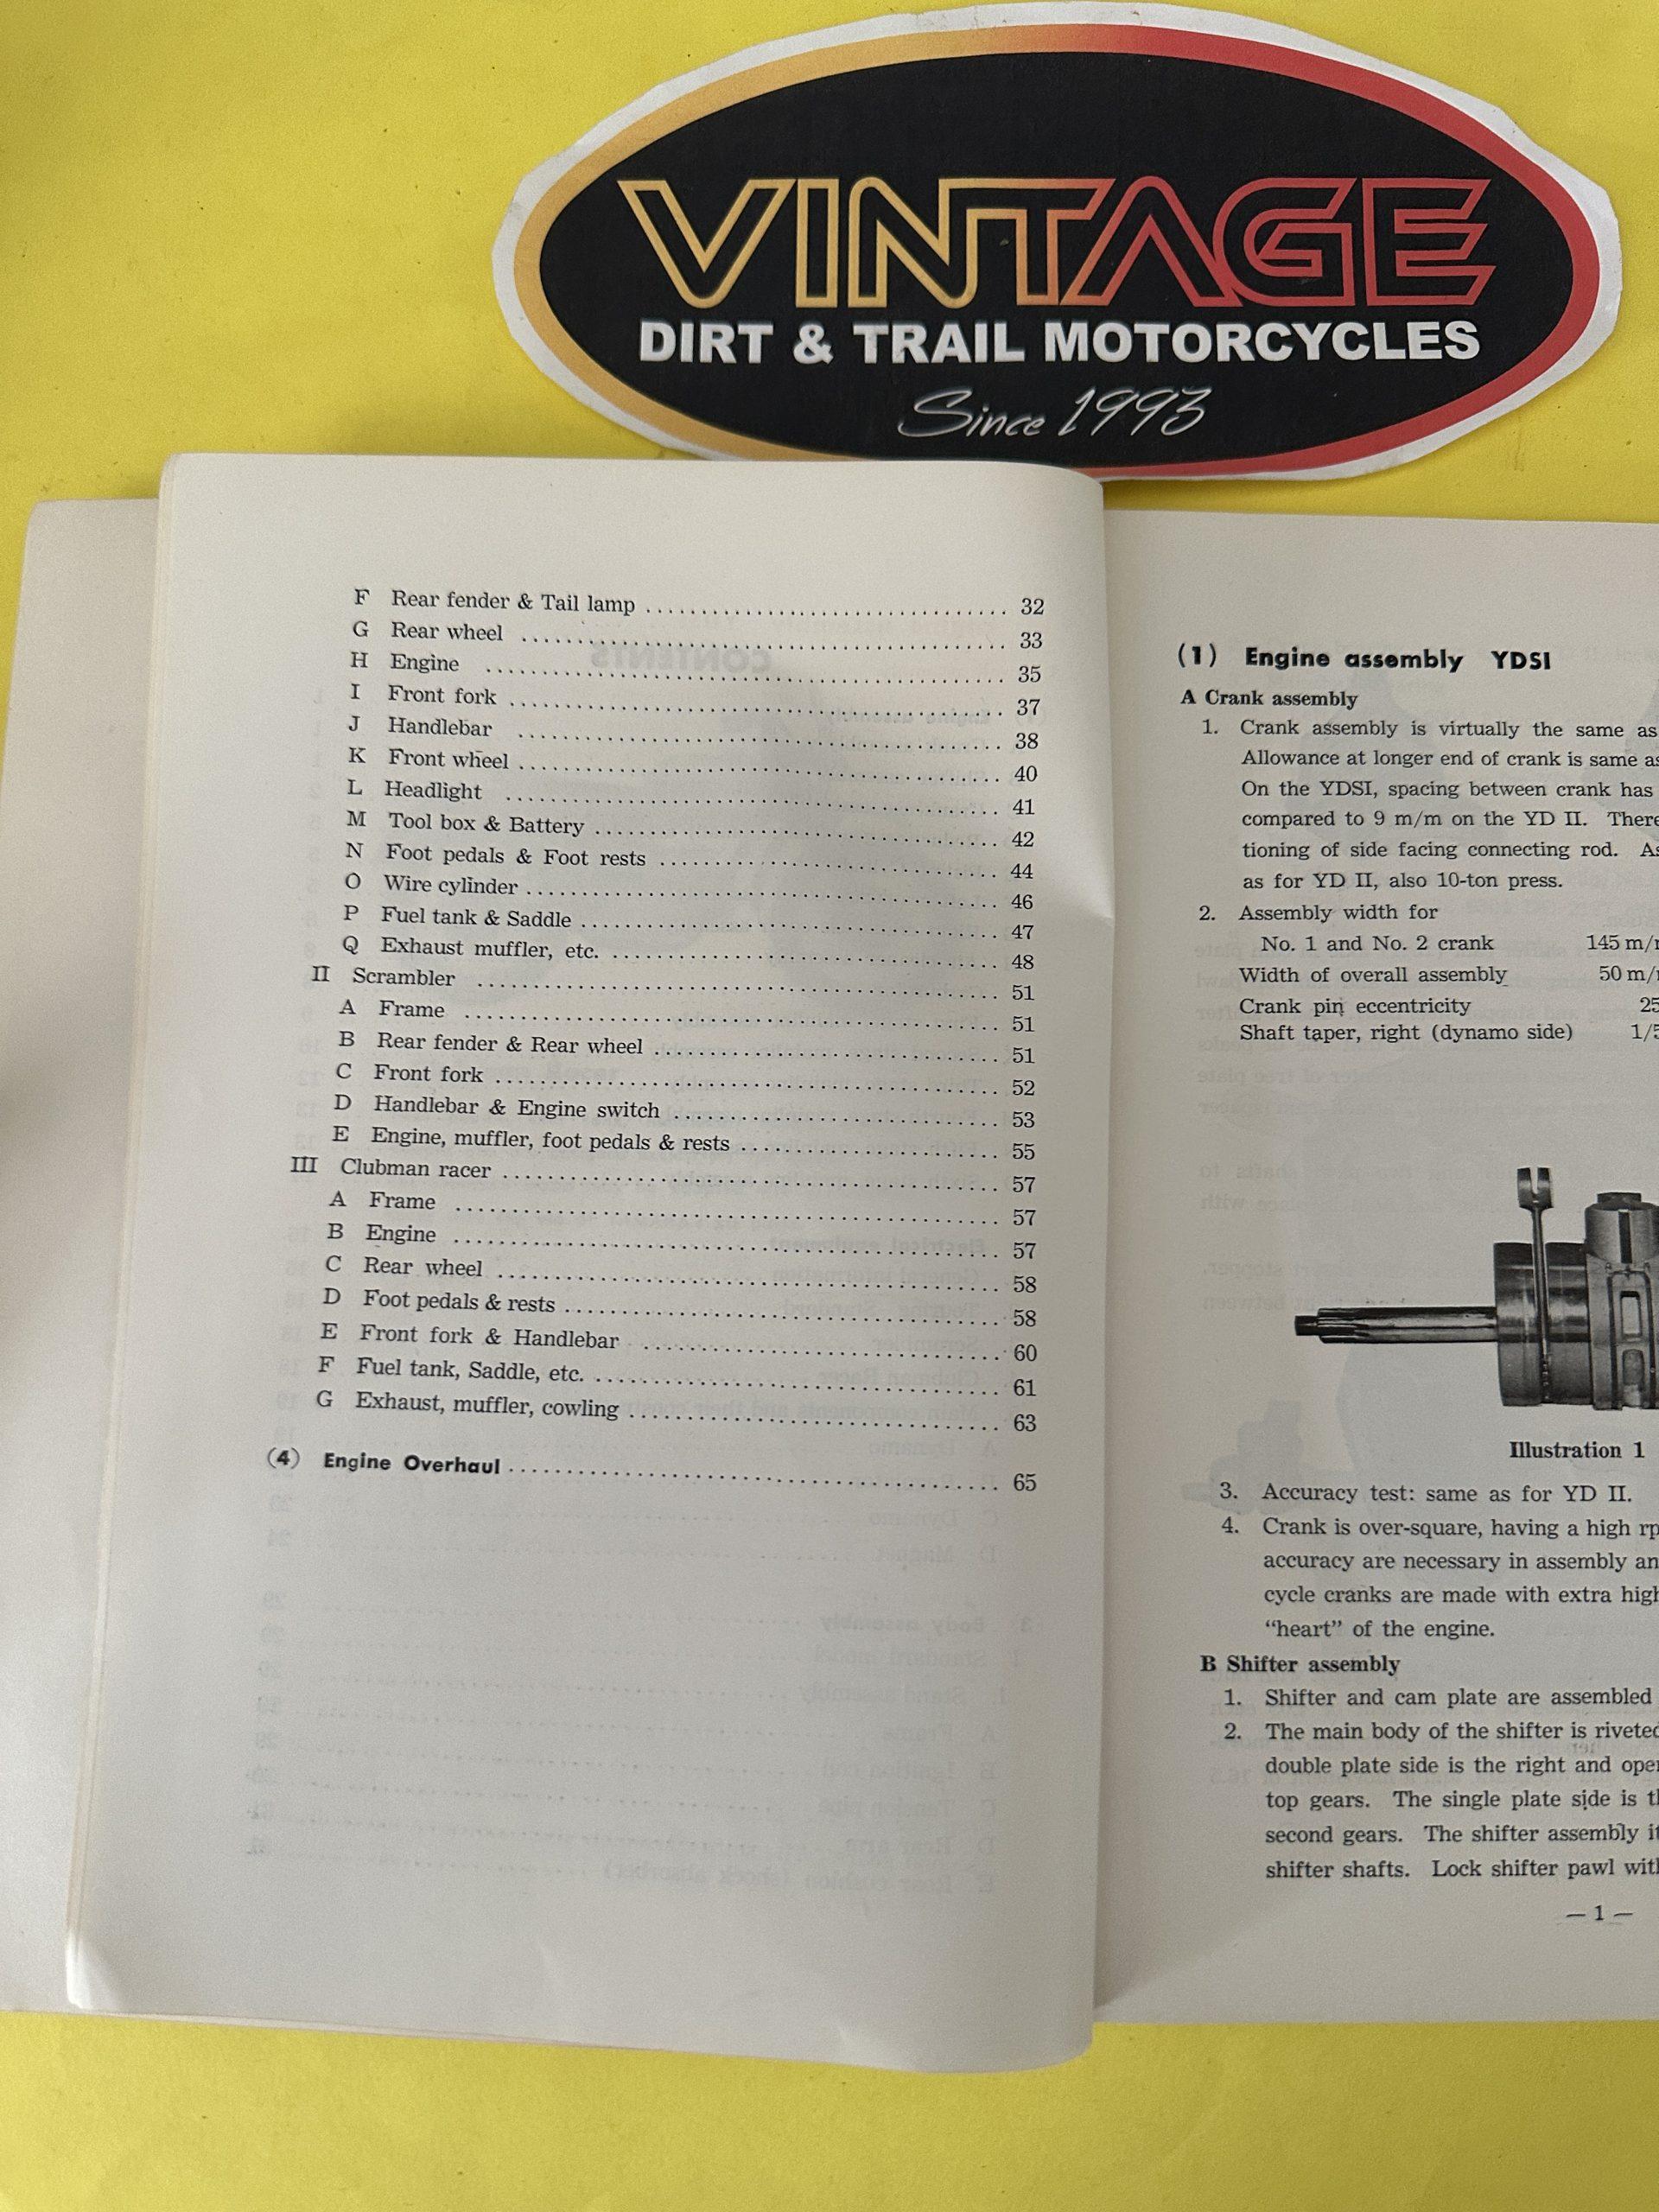 VINTAGE
DIRT & TRAIL MOTORCYCLES
Since 1993
F Rear fender & Tail lamp ................................ 32
G Rear wheel ................................ 33
H Engine ................................ 35
I Front fork ................................ 37
J Handlebar ................................ 38
K Front wheel ................................ 40
L Headlight ................................ 41
M Tool box & Battery ................................ 42
N Foot pedals & Foot rests ................................ 44
O Wire cylinder ................................ 46
P Fuel tank & Saddle ................................ 47
Q Exhaust muffler, etc. ................................ 48
II Scrambler ................................ 51
A Frame ................................ 51
B Rear fender & Rear wheel ................................ 51
C Front fork ................................ 52
D Handlebar & Engine switch ................................ 53
E Engine, muffler, foot pedals & rests ................................ 55
III Clubman racer ................................ 57
A Frame ................................ 57
B Engine ................................ 57
C Rear wheel ................................ 58
D Foot pedals & rests ................................ 58
E Front fork & Handlebar ................................ 60
F Fuel tank, Saddle, etc. ................................ 61
G Exhaust, muffler, cowling ................................ 63
(4) Engine Overhaul ................................ 65
(1) Engine assembly YDSI
A Crank assembly
1. Crank assembly is virtually the same as
Allowance at longer end of crank is same as
On the YDSI, spacing between crank has
compared to 9 m/m on the YD II. There
tioning of side facing connecting rod. As
as for YD II, also 10-ton press.
2. Assembly width for
No. 1 and No. 2 crank 145 m/
Width of overall assembly 50 m/
Crank pin eccentricity 25
Shaft taper, right (dynamo side) 1/5
Illustration 1
3. Accuracy test: same as for YD II.
4. Crank is over-square, having a high rp
accuracy are necessary in assembly an
cycle cranks are made with extra high
"heart" of the engine.
B Shifter assembly
1. Shifter and cam plate are assembled
2. The main body of the shifter is riveted
double plate side is the right and oper
top gears. The single plate side is th
second gears. The shifter assembly it
shifter shafts. Lock shifter pawl with
— 1 —